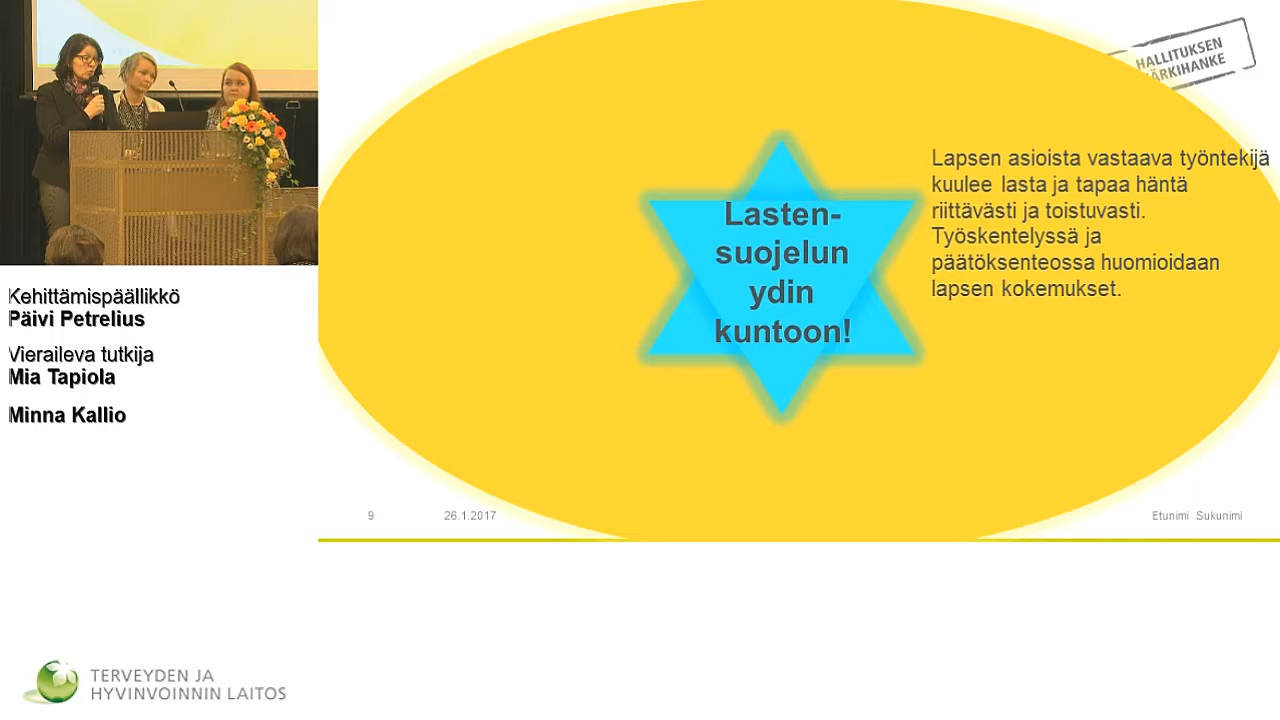 Kehittämispäällikkö
Päivi Petrelius
Vieraileva tutkija
Mia Tapiola
Minna Kallio
HALLITUKSEN
ÄRKIHANKE
Lasten-
suojelun
ydin
kuntoon!
Lapsen asioista vastaava työntekijä
kuulee lasta ja tapaa häntä
riittävästi ja toistuvasti.
Työskentelyssä ja
päätöksenteossa huomioidaan
lapsen kokemukset.
9 26.1.2017 Etunimi Sukunimi
TERVEYDEN JA
HYVINVOINNIN LAITOS